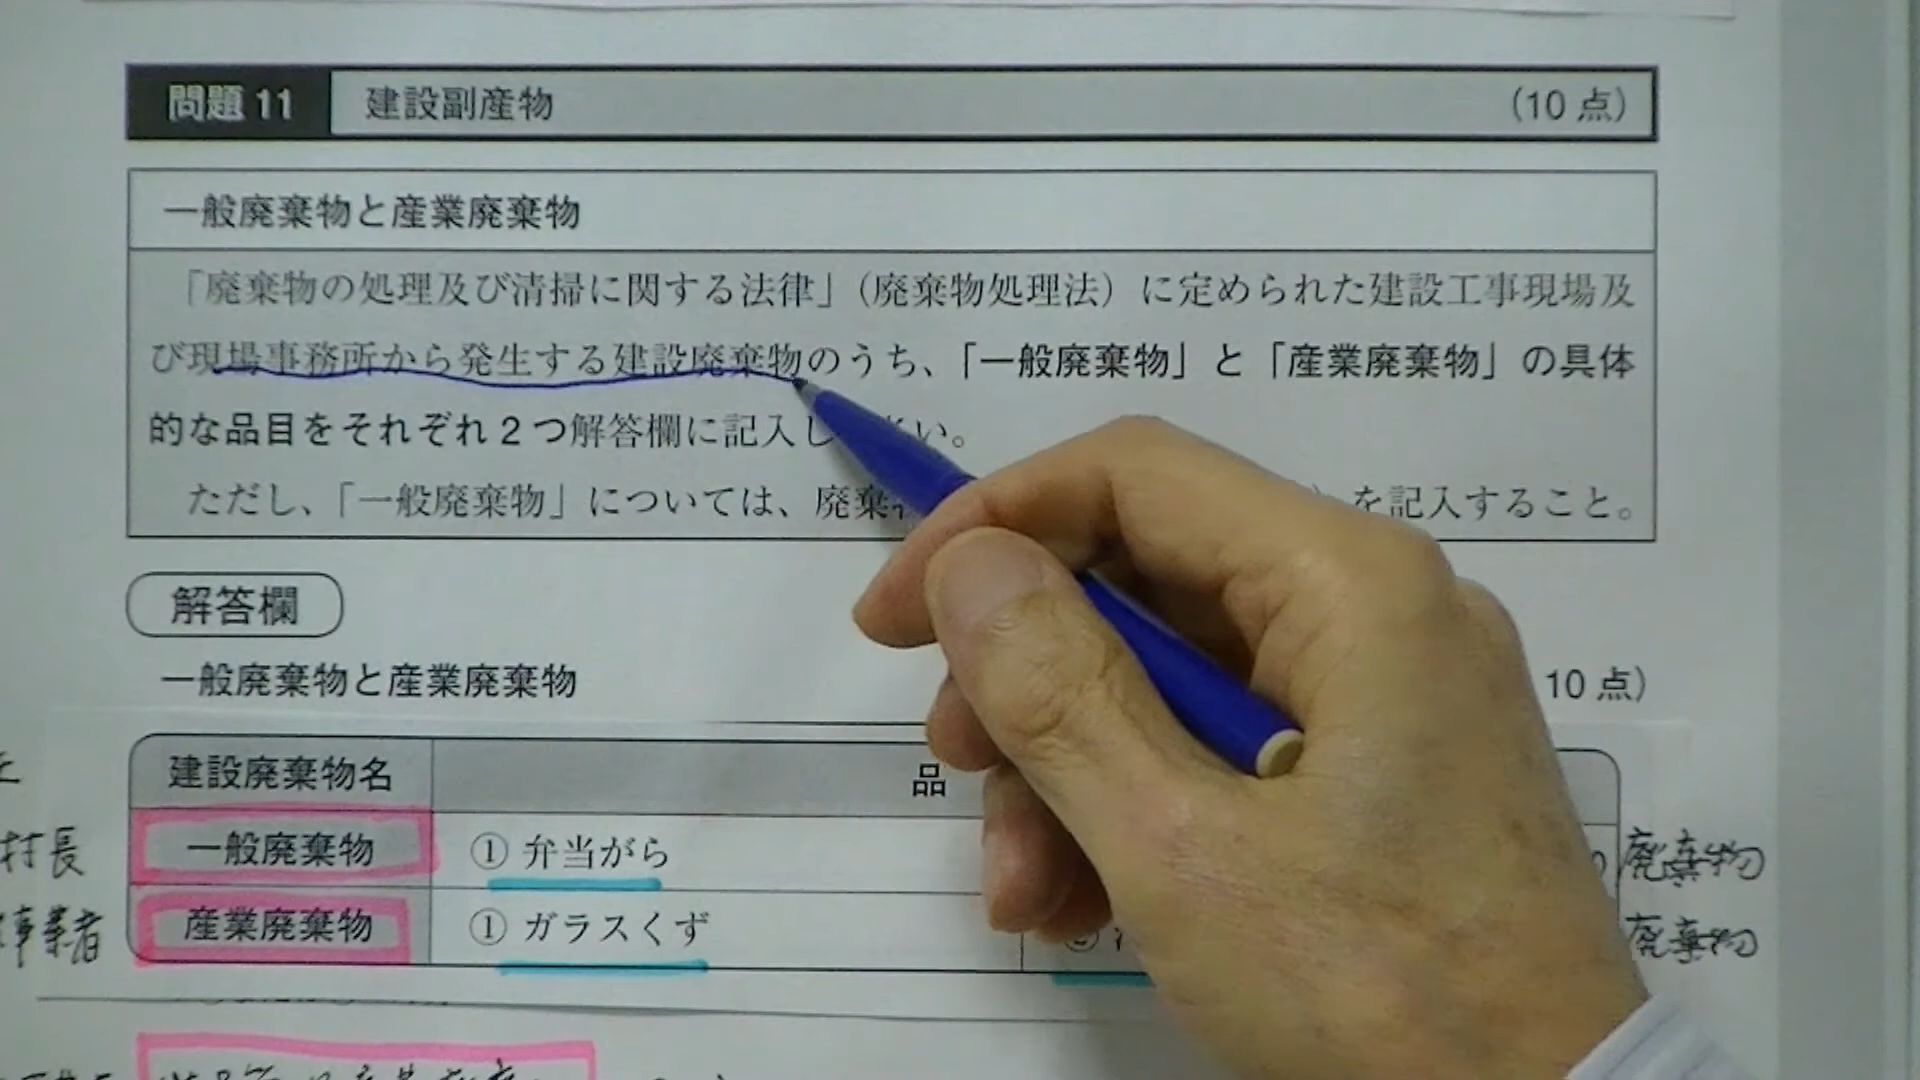 問題11 建設副産物 (10点)
一般廃棄物と産業廃棄物
「廃棄物の処理及び清掃に関する法律」(廃棄物処理法)に定められた建設工事現場及
び現場事務所から発生する建設廃棄物のうち、「一般廃棄物」と「産業廃棄物」の具体
的な品目をそれぞれ2つ解答欄に記入し い。
ただし、「一般廃棄物」については、廃棄 を記入すること。
解答欄
一般廃棄物と産業廃棄物 10点)
建設廃棄物名 品
村長 一般廃棄物 ① 弁当がら 廃棄物
事業者 産業廃棄物 ① ガラスくず 廃棄物